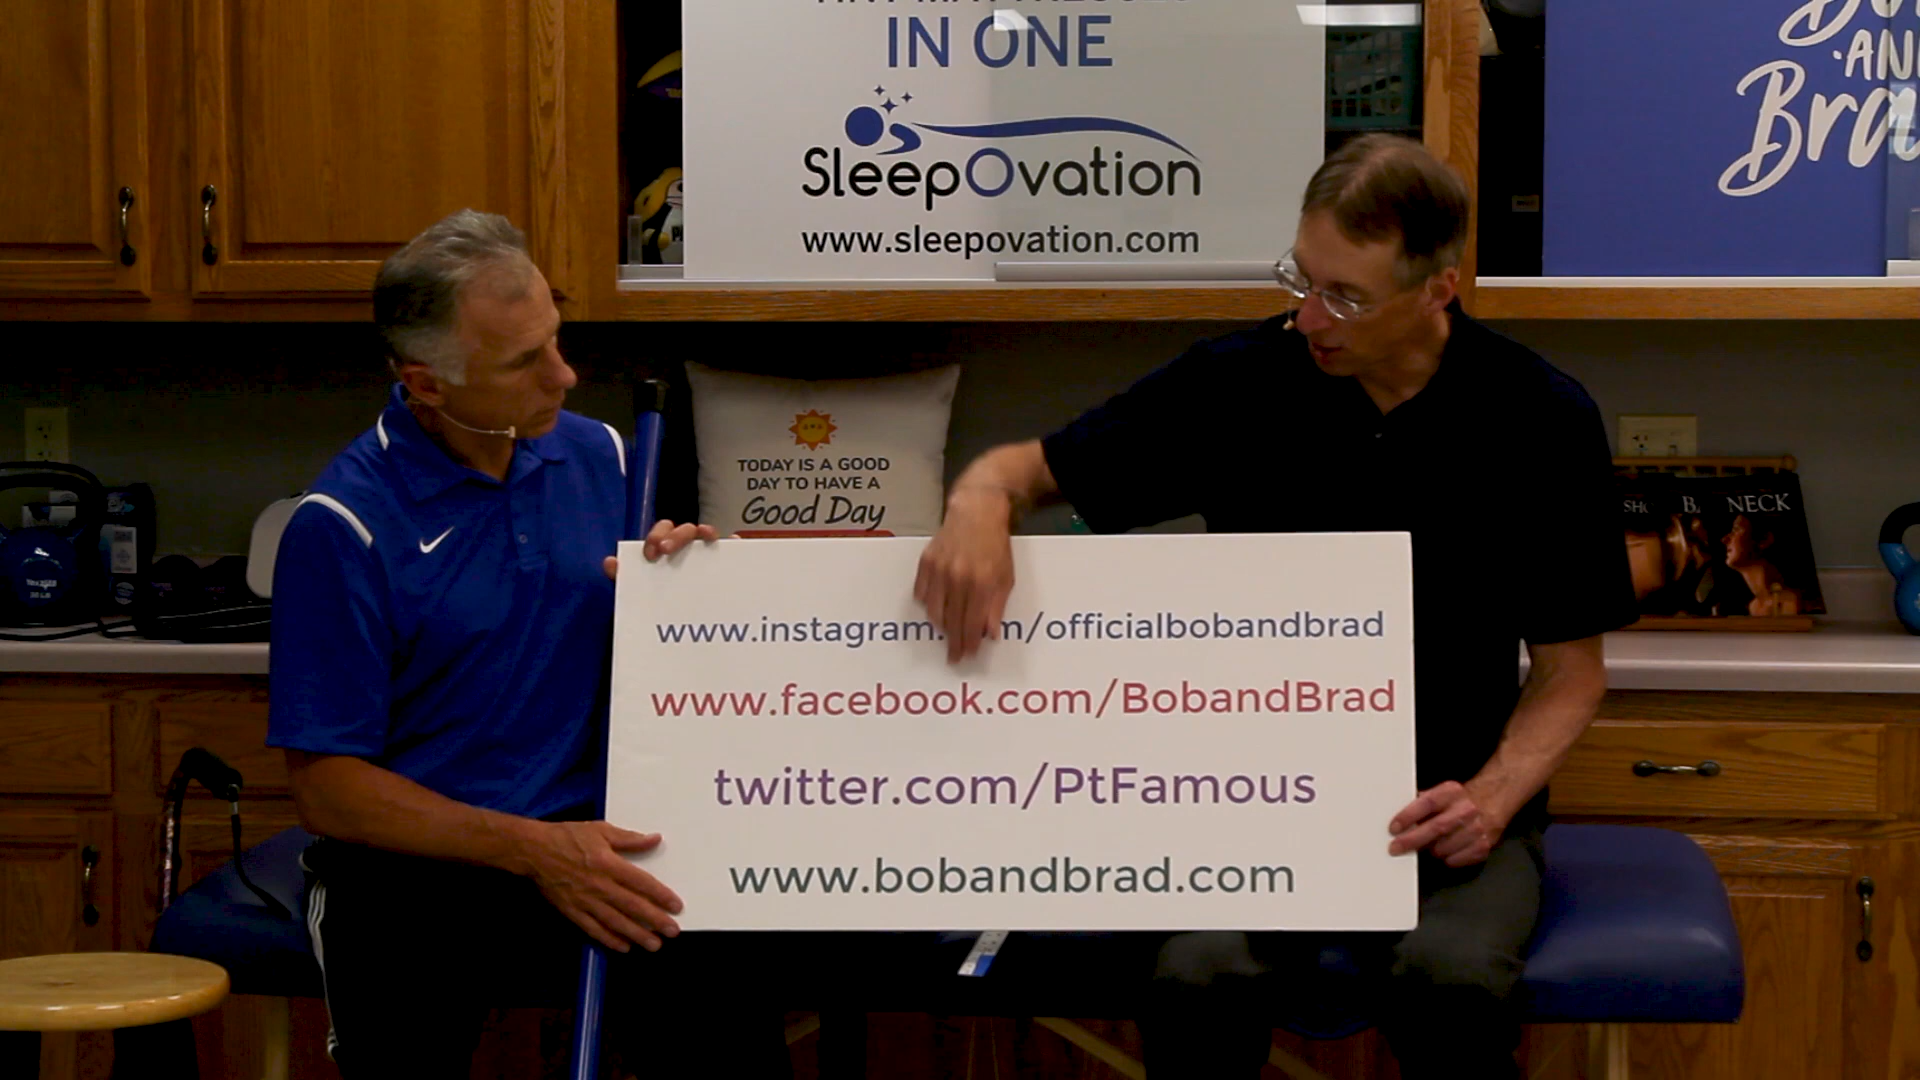 IN ONE
SleepOvation
www.sleepovation.com
AND
TODAY IS A GOOD
DAY TO HAVE A
Good Day
NECK
www.instagram. m/officialbobandbrad
www.facebook.com/BobandBrad
twitter.com/PtFamous
www.bobandbrad.com